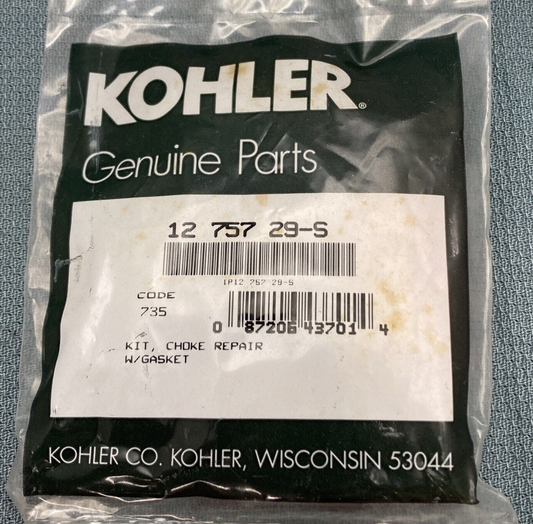 KOHLER®
Genuine Parts
12 757 29-S
1P12 757 29-S
CODE
735
0 87206 43701 4
KIT, CHOKE REPAIR
W/GASKET
KOHLER CO. KOHLER, WISCONSIN 53044